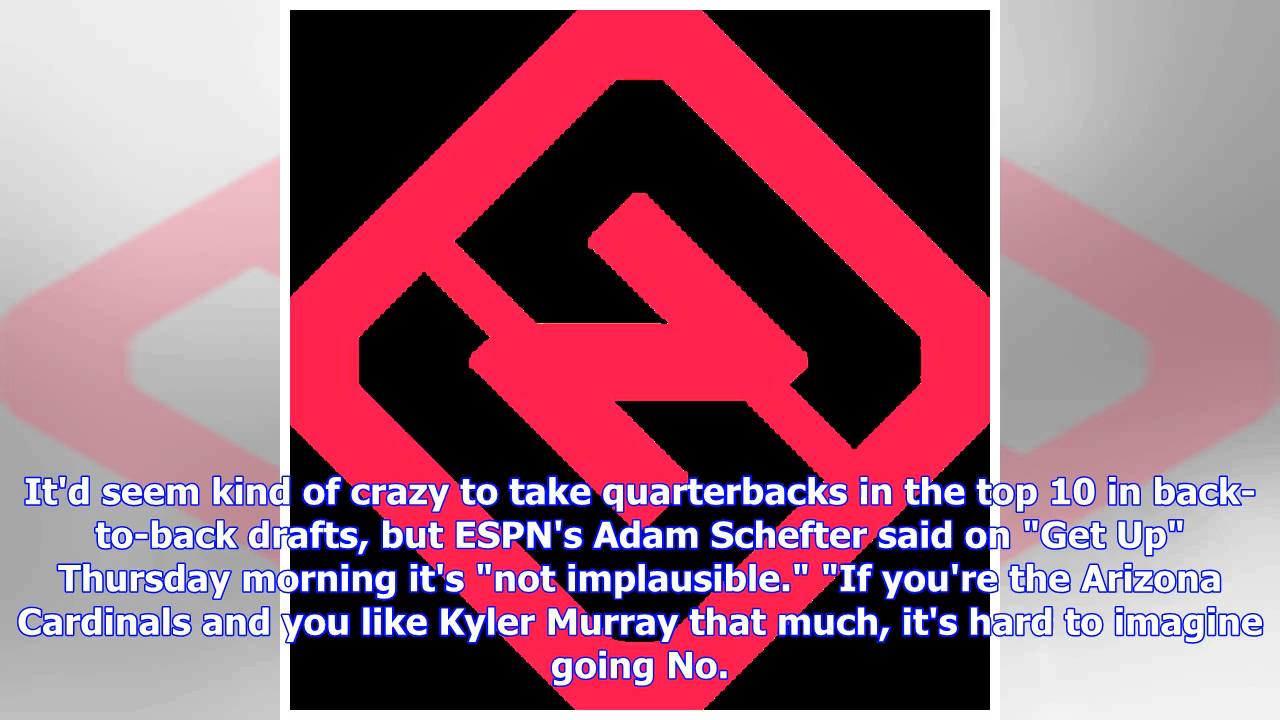 It'd seem kind of crazy to take quarterbacks in the top 10 in back-
to-back drafts, but ESPN's Adam Schefter said on "Get Up"
Thursday morning it's "not implausible." "If you're the Arizona
Cardinals and you like Kyler Murray that much, it's hard to imagine
going No.